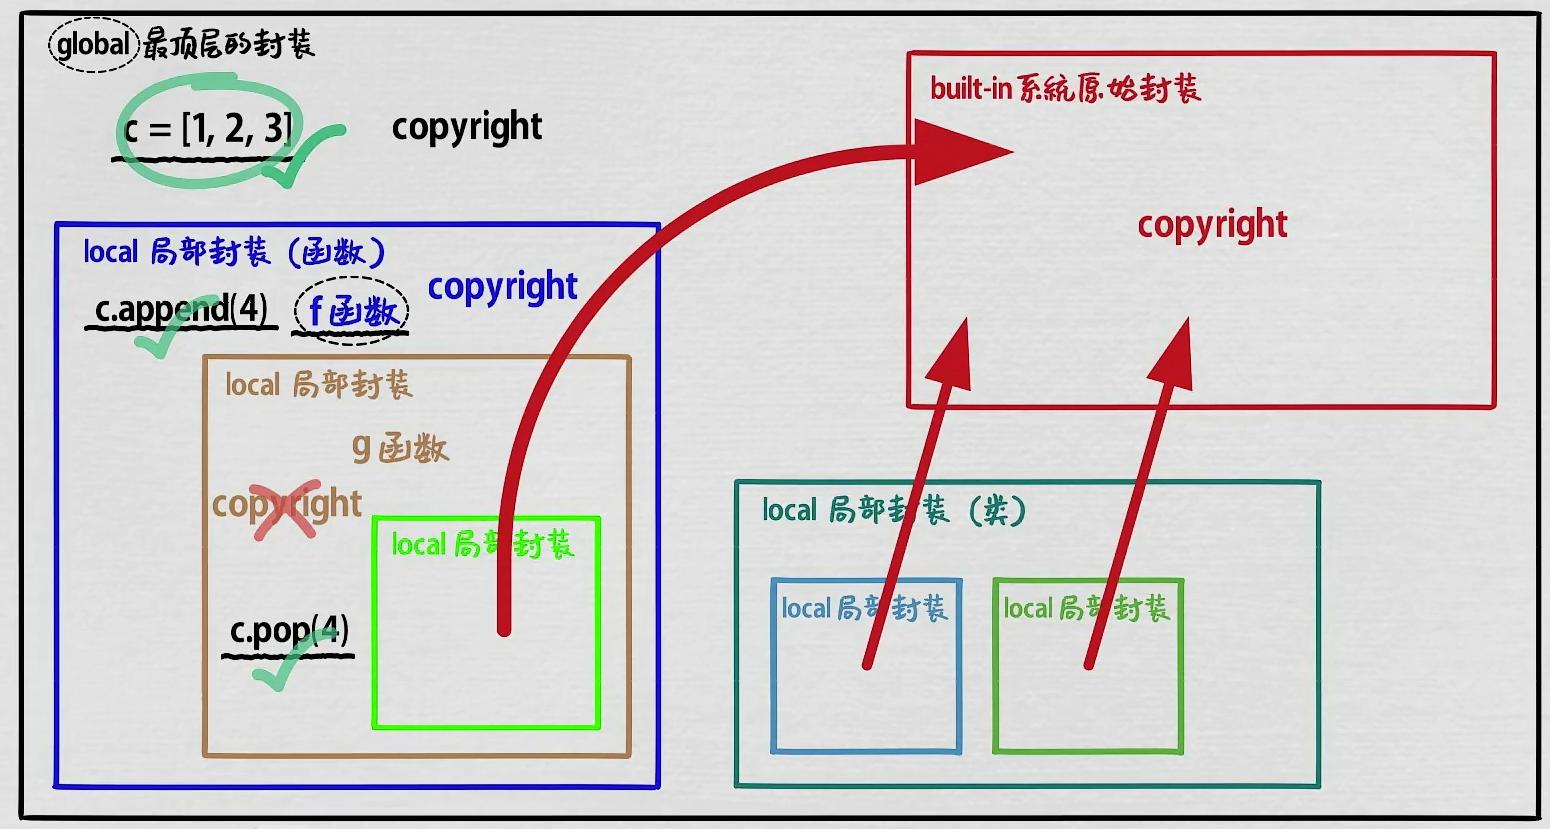 global 最顶层的封装
c = [1, 2, 3]
copyright
built-in 系統原始封装
copyright
local 局部封装 (函数)
copyright
c.append(4)
f 函数
local 局部封装
g 函数
copyright
local 局部封装
c.pop(4)
local 局部封装 (类)
local 局部封装
local 局部封装